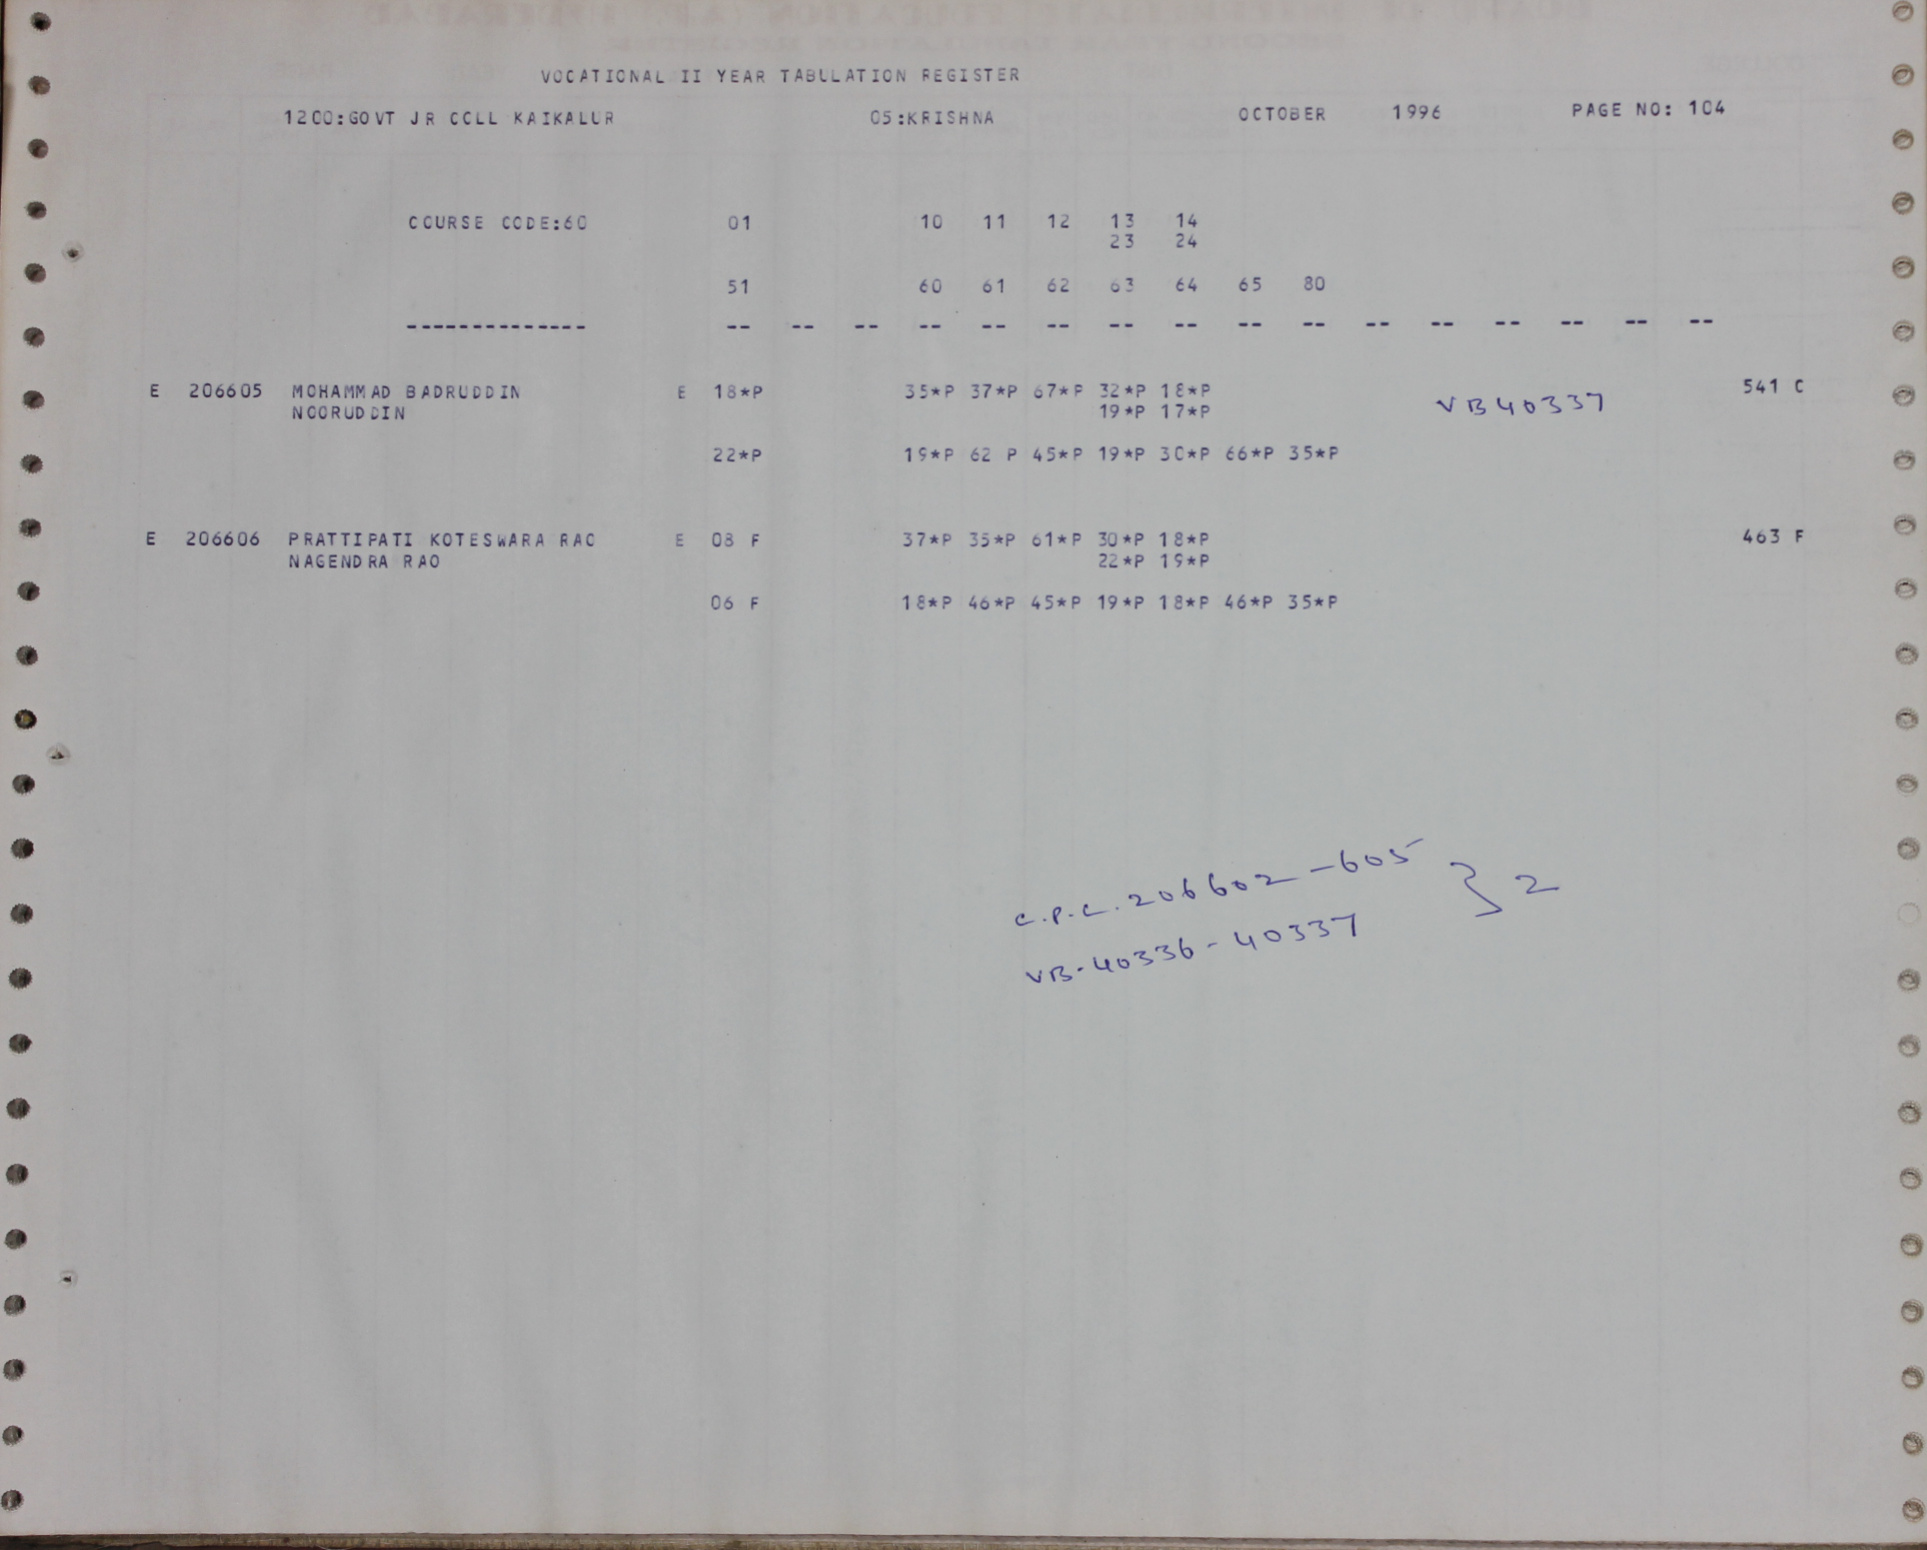 VOCATIONAL II YEAR TABULATION REGISTER
1200:GOVT JR COLL KAIKALUR 05:KRISHNA OCTOBER 1996 PAGE NO: 104
COURSE CODE:60 01 10 11 12 13 14
23 24
51 60 61 62 63 64 65 80
-------------- -- -- -- -- -- -- -- -- -- -- -- -- -- -- -- --
E 206605 MOHAMMAD BADRUDDIN E 18*P 35*P 37*P 67*P 32*P 18*P VB40337 541 C
NOORUDDIN 19*P 17*P
22*P 19*P 62 P 45*P 19*P 30*P 66*P 35*P
E 206606 PRATTIPATI KOTESWARA RAO E 08 F 37*P 35*P 61*P 30*P 18*P 463 F
NAGENDRA RAO 22*P 19*P
06 F 18*P 46*P 45*P 19*P 18*P 46*P 35*P
C.P.C. 206602-605 } 2
VB-40336-40337